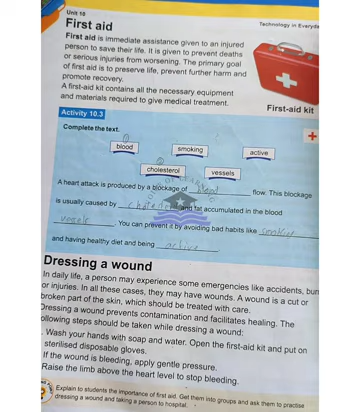 Unit 10
Technology in Everyda
First aid
First aid is immediate assistance given to an injured
person to save their life. It is given to prevent deaths
or serious injuries from worsening. The primary goal
of first aid is to preserve life, prevent further harm and
promote recovery.
A first-aid kit contains all the necessary equipment
and materials required to give medical treatment.
First-aid kit
Activity 10.3
Complete the text.
blood
smoking
active
cholesterol
vessels
A heart attack is produced by a blockage of blood flow. This blockage
is usually caused by and fat accumulated in the blood
vessels. You can prevent it by avoiding bad habits like
and having healthy diet and being active
Dressing a wound
In daily life, a person may experience some emergencies like accidents, burn
or injuries. In all these cases, they may have wounds. A wound is a cut or
broken part of the skin, which should be treated with care.
Dressing a wound prevents contamination and facilitates healing. The
ollowing steps should be taken while dressing a wound:
. Wash your hands with soap and water. Open the first-aid kit and put on
sterilised disposable gloves.
If the wound is bleeding, apply gentle pressure.
Raise the limb above the heart level to stop bleeding.
Explain to students the importance of first aid. Get them into groups and ask them to practise
dressing a wound and taking a person to hospital.